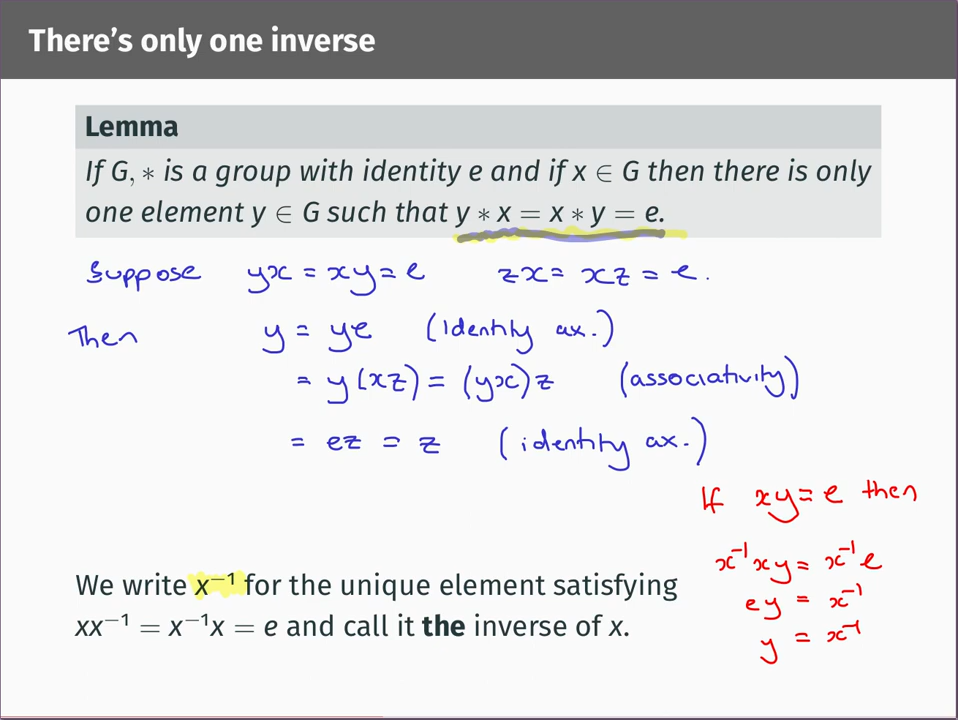 There’s only one inverse
Lemma
If G, ∗ is a group with identity e and if x ∈ G then there is only
one element y ∈ G such that y ∗ x = x ∗ y = e.
Suppose yx = xy = e zx = xz = e.
Then y = ye (identity ax.)
= y(xz) = (yx)z (associativity)
= ez = z (identity ax.)
If xy = e then
x⁻¹xy = x⁻¹e
ey = x⁻¹
y = x⁻¹
We write x⁻¹ for the unique element satisfying
xx⁻¹ = x⁻¹x = e and call it the inverse of x.